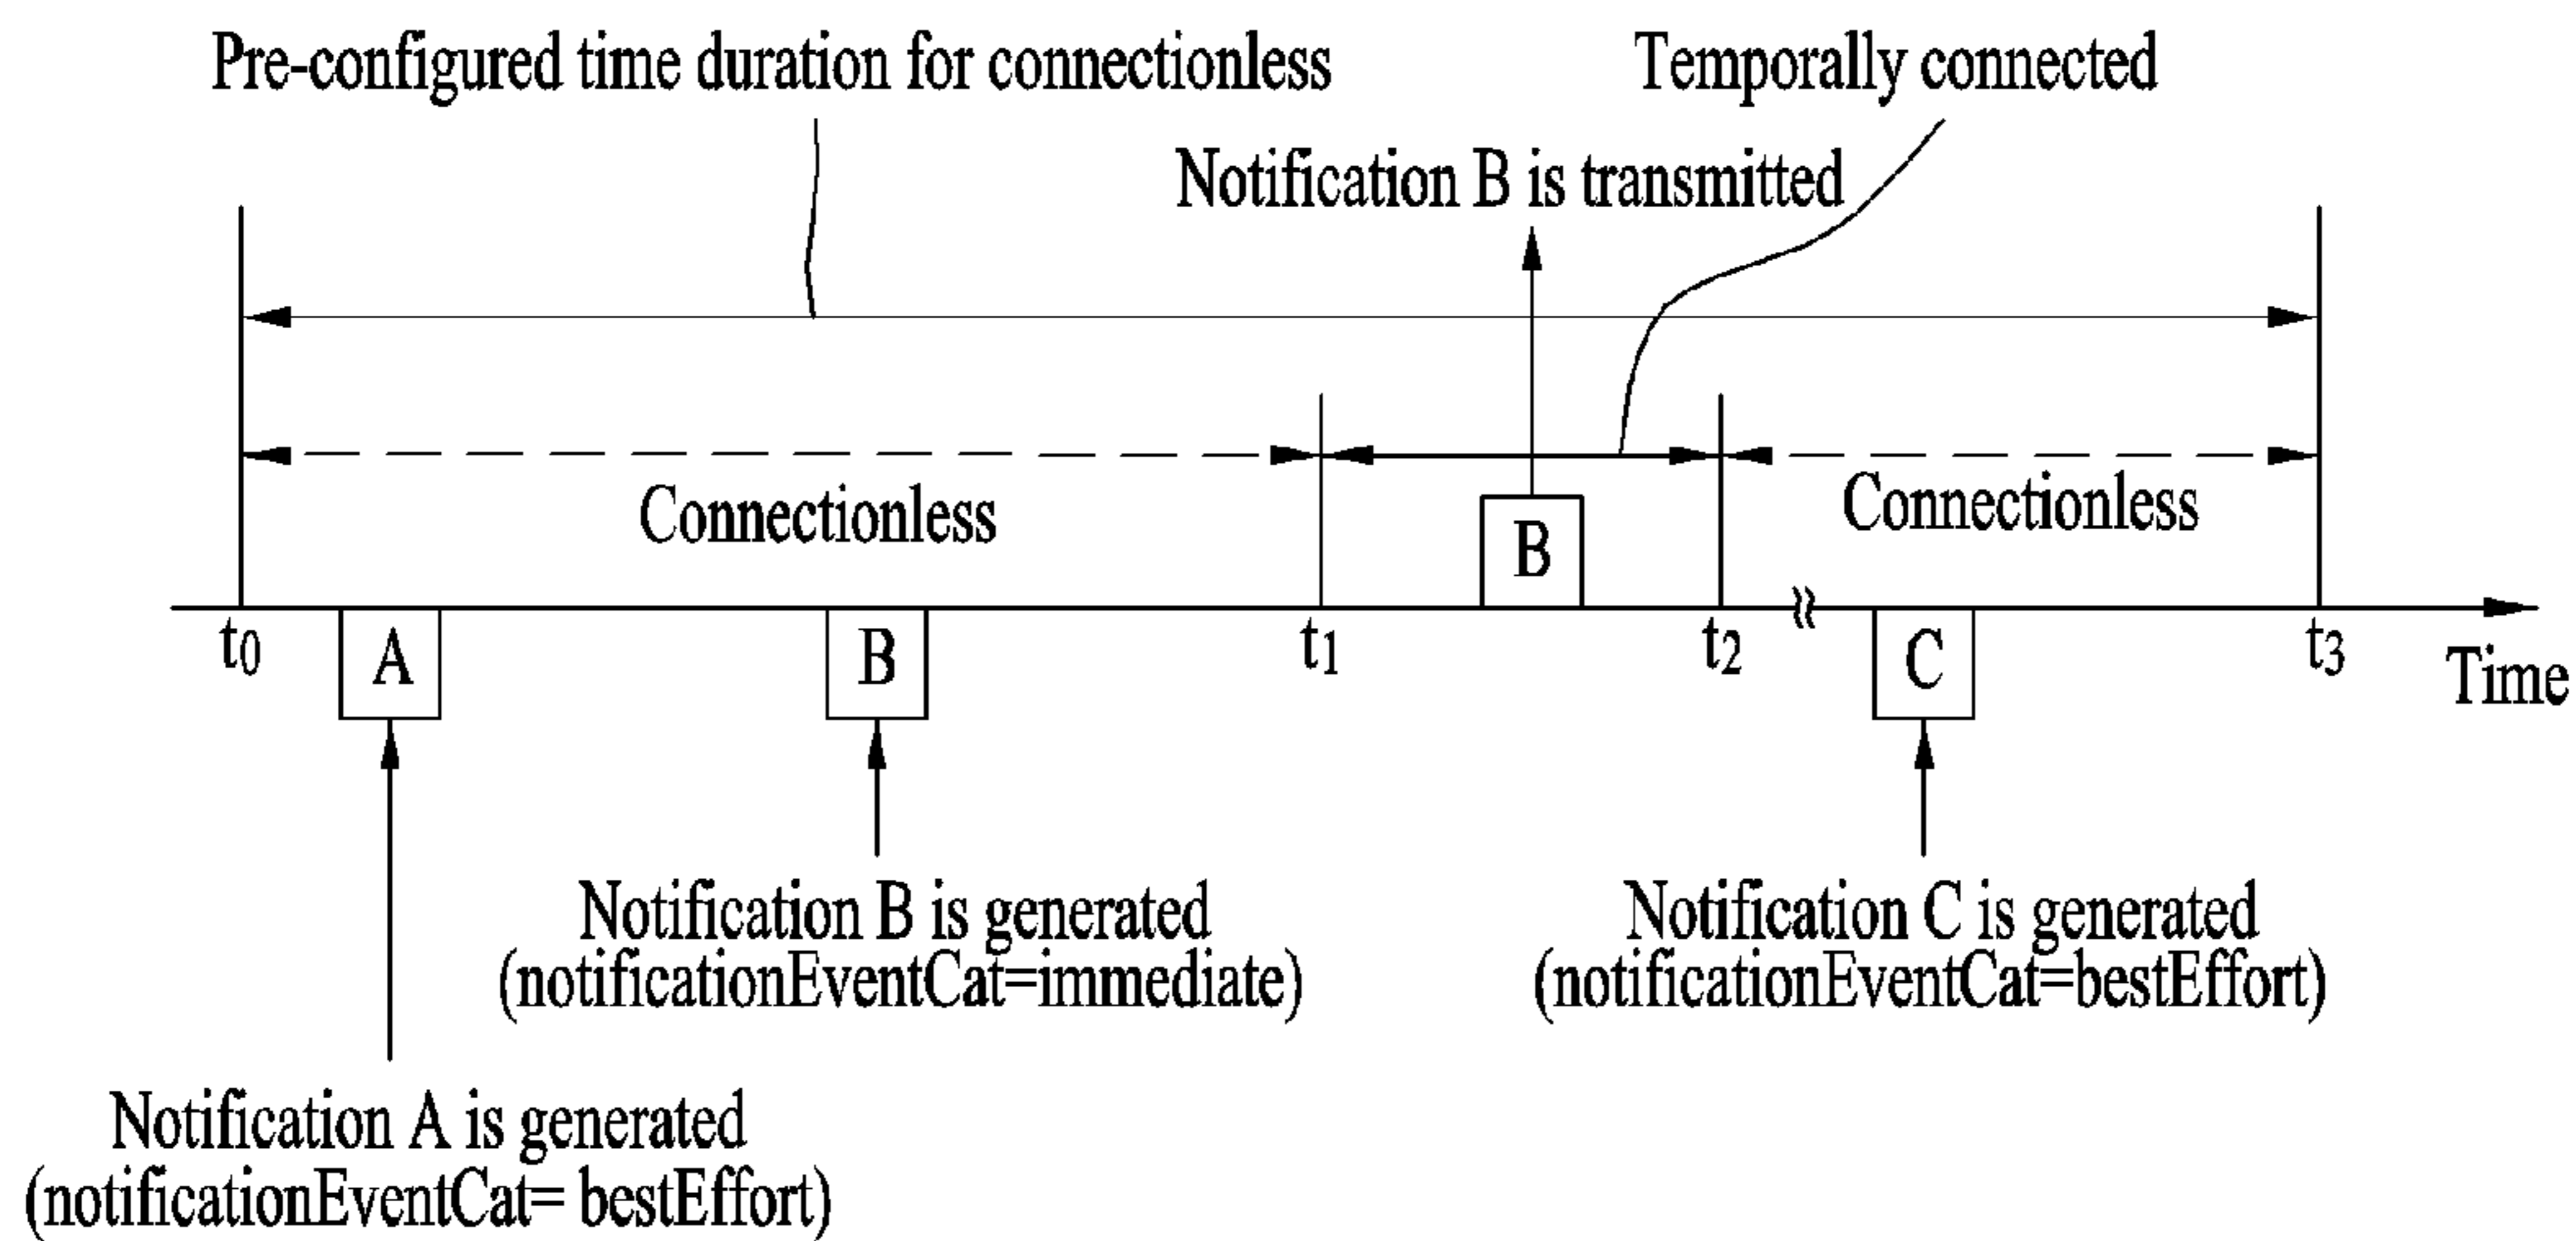 Pre-configured time duration for connectionless
Temporally connected
Notification B is transmitted
Connectionless
B
Connectionless
t0
A
B
t1
t2
C
t3
Time
Notification B is generated
(notificationEventCat=immediate)
Notification C is generated
(notificationEventCat=bestEffort)
Notification A is generated
(notificationEventCat= bestEffort)